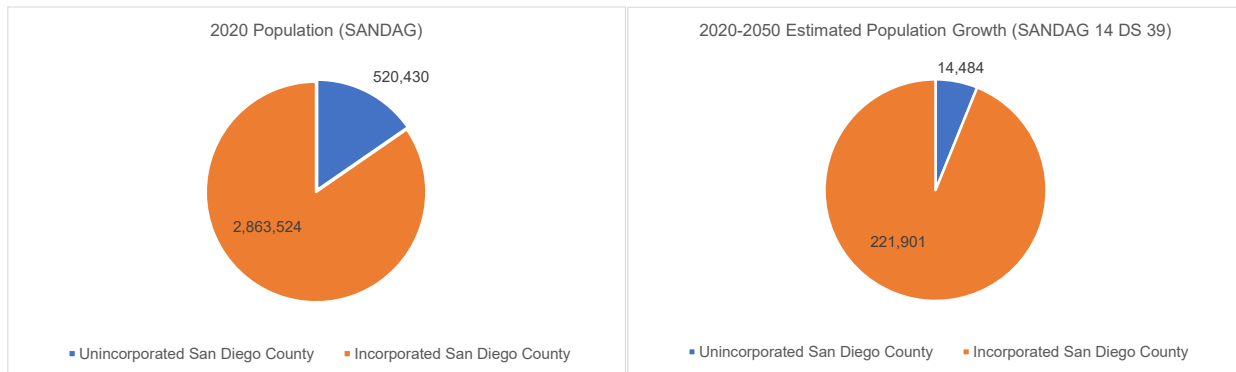 2020 Population (SANDAG)
520,430
2,863,524
Unincorporated San Diego County Incorporated San Diego County
2020-2050 Estimated Population Growth (SANDAG 14 DS 39)
14,484
221,901
Unincorporated San Diego County Incorporated San Diego County